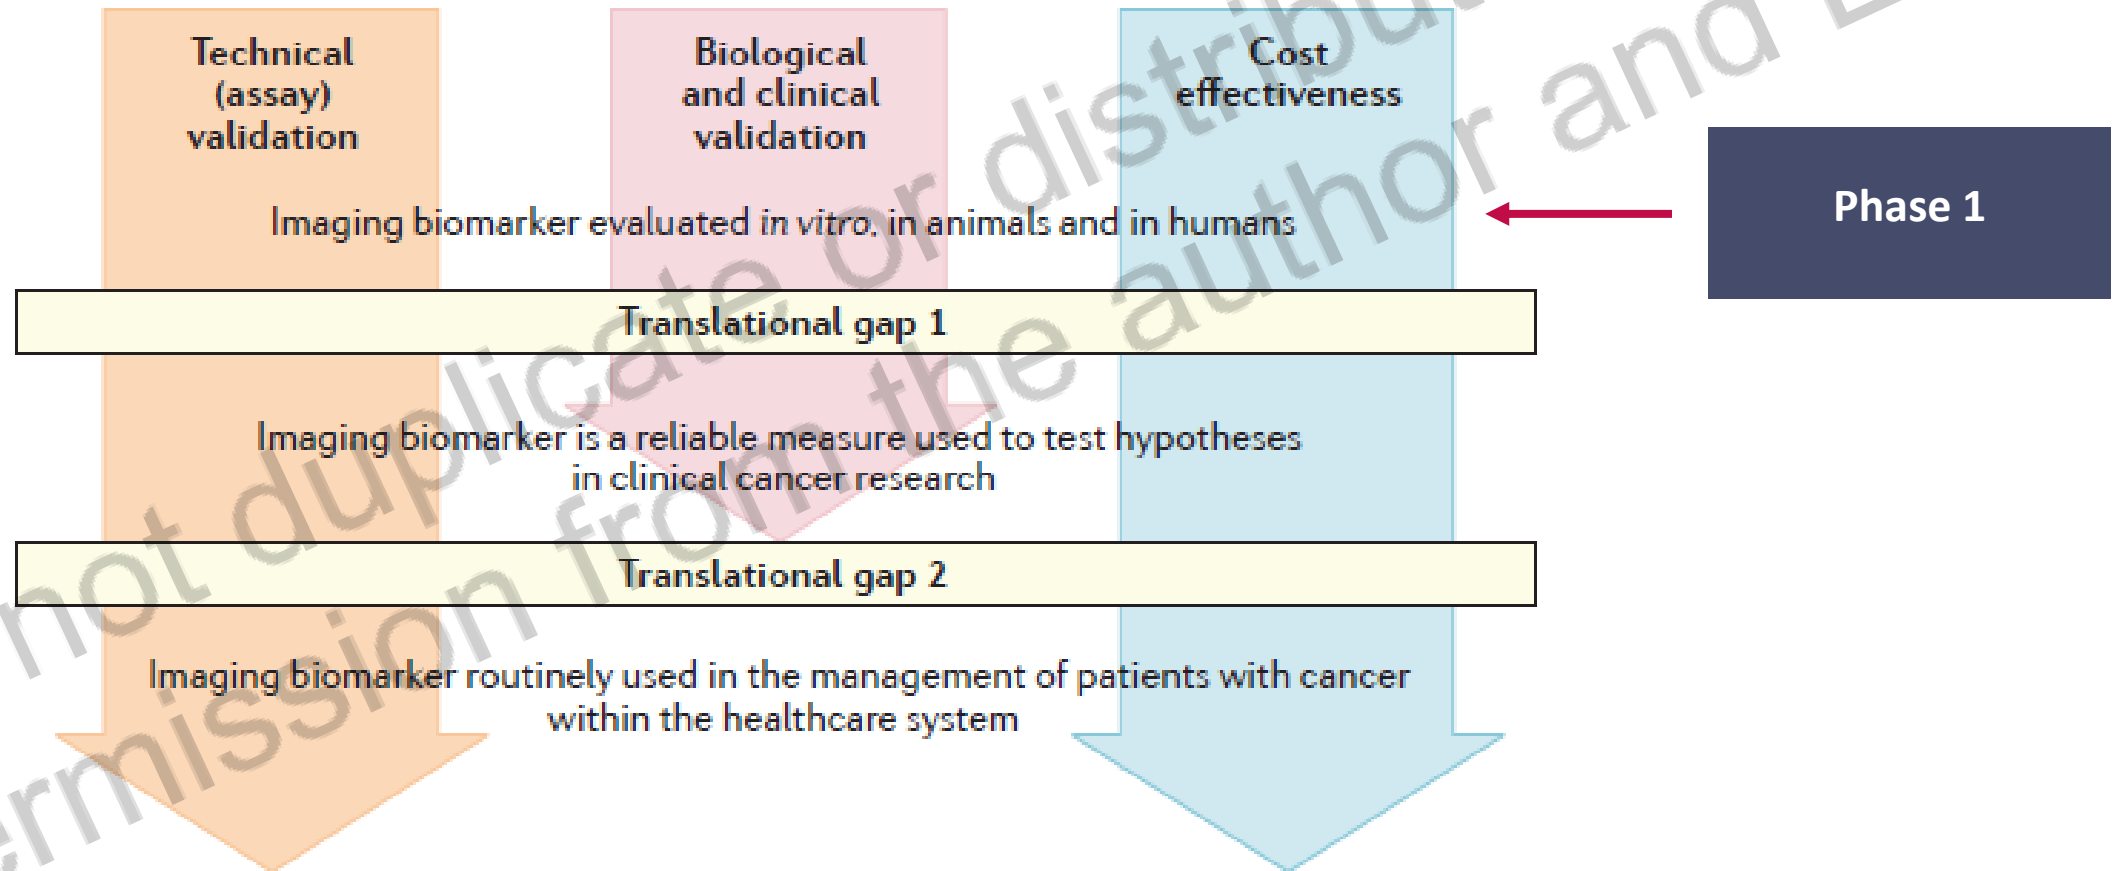 Technical
(assay)
validation
Biological
and clinical
validation
Cost
effectiveness
Imaging biomarker evaluated in vitro, in animals and in humans
Phase 1
Translational gap 1
Imaging biomarker is a reliable measure used to test hypotheses
in clinical cancer research
Translational gap 2
Imaging biomarker routinely used in the management of patients with cancer
within the healthcare system
not duplicate or distribut
ermission from the author and E